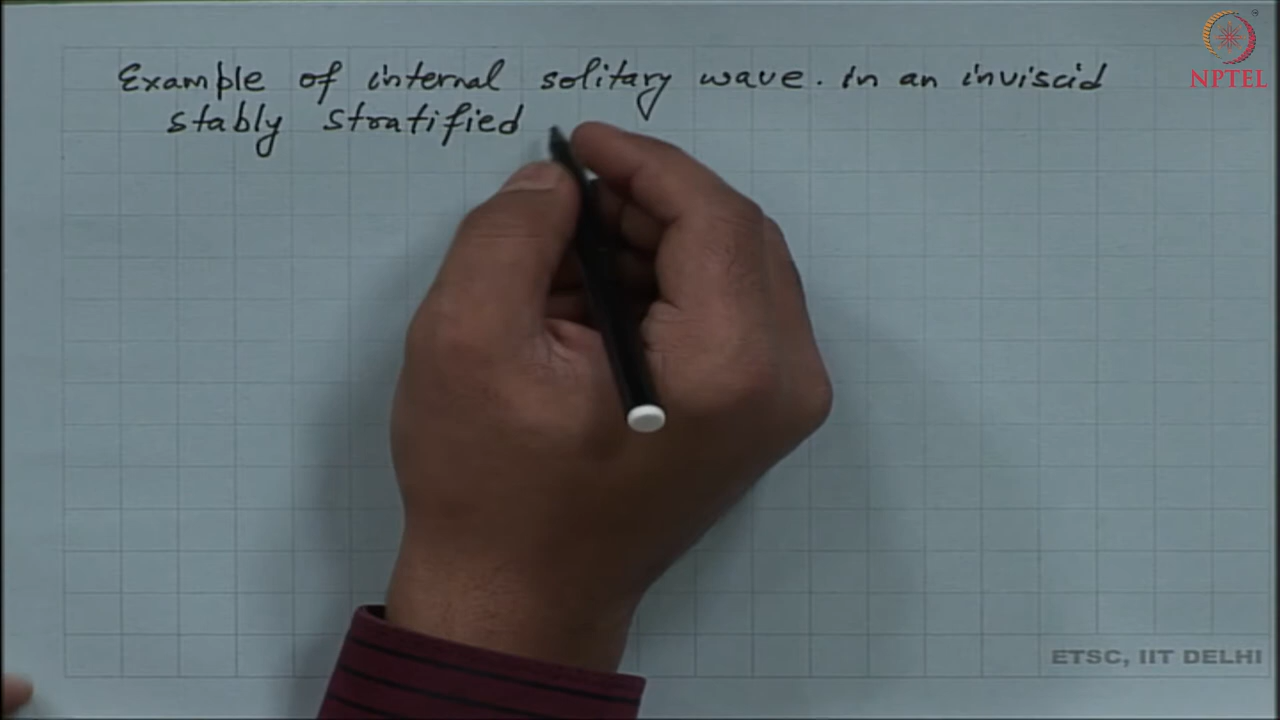 Example of internal solitary wave. in an inviscid
stably stratified
NPTEL
ETSC, IIT DELHI